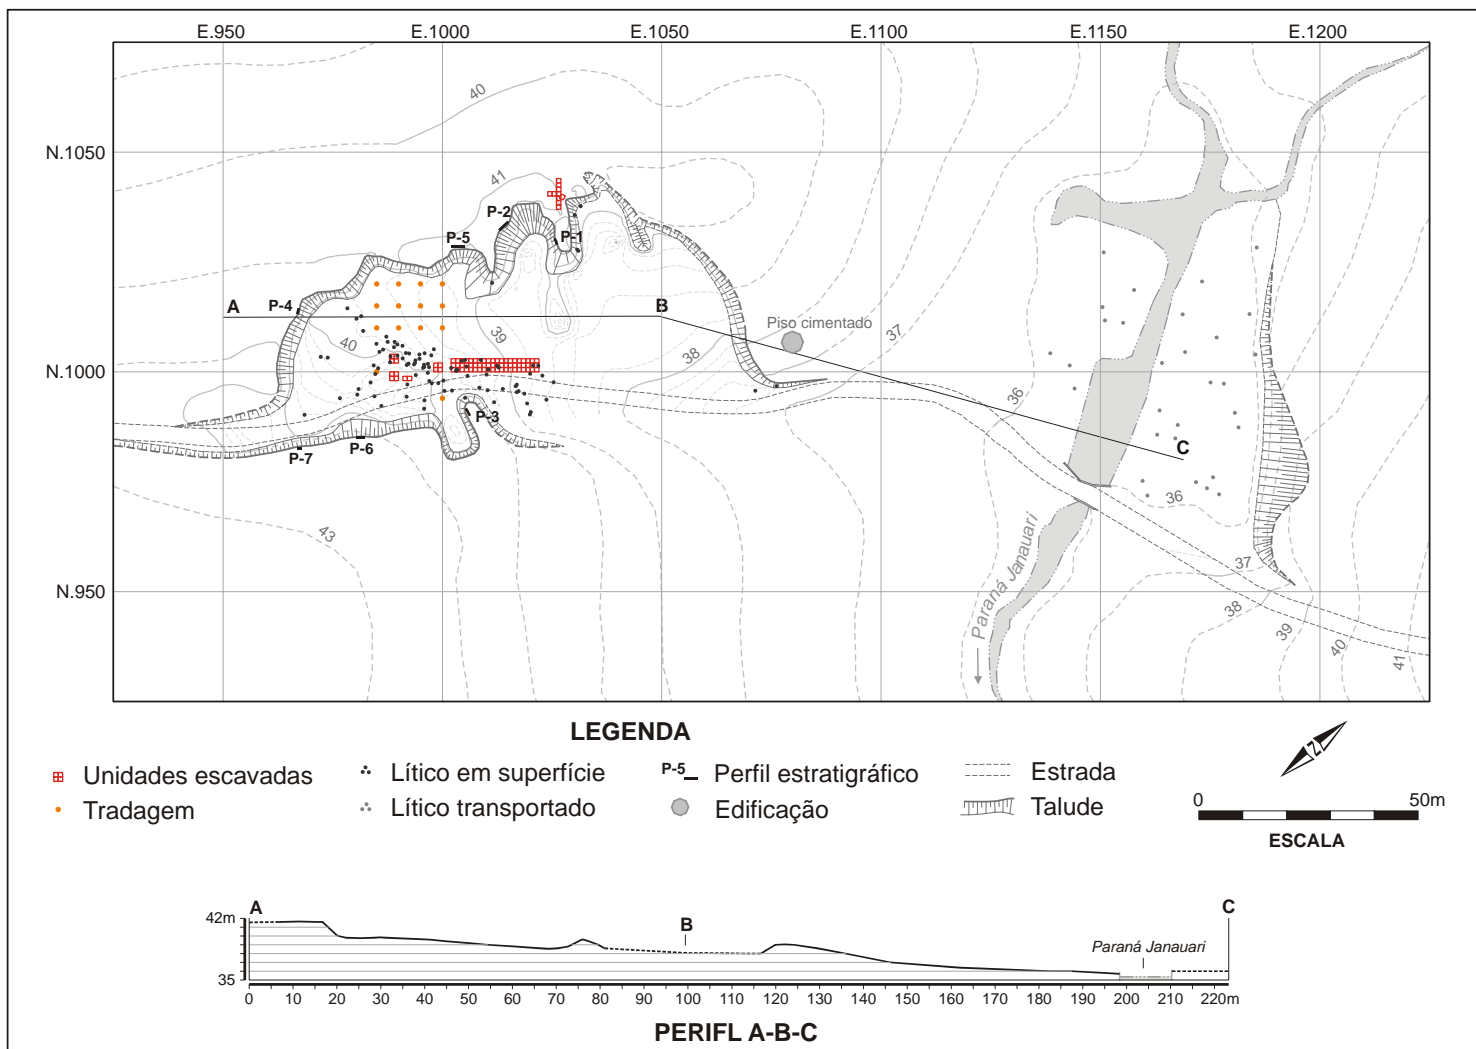 E.950 E.1000 E.1050 E.1100 E.1150 E.1200
40
N.1050
41
P-2
P-5
P-1
A
P-4
B
Piso cimentado
37
39
40
38
N.1000
36
P-3
P-7
P-6
C
36
43
Paraná Janauari
37
N.950
38
39
40
41
LEGENDA
Unidades escavadas
Lítico em superfície
P-5 Perfil estratigráfico
Estrada
Tradagem
Lítico transportado
Edificação
Talude
N
0 50m
ESCALA
A
B
C
42m
Paraná Janauari
35
0 10 20 30 40 50 60 70 80 90 100 110 120 130 140 150 160 170 180 190 200 210 220m
PERIFL A-B-C